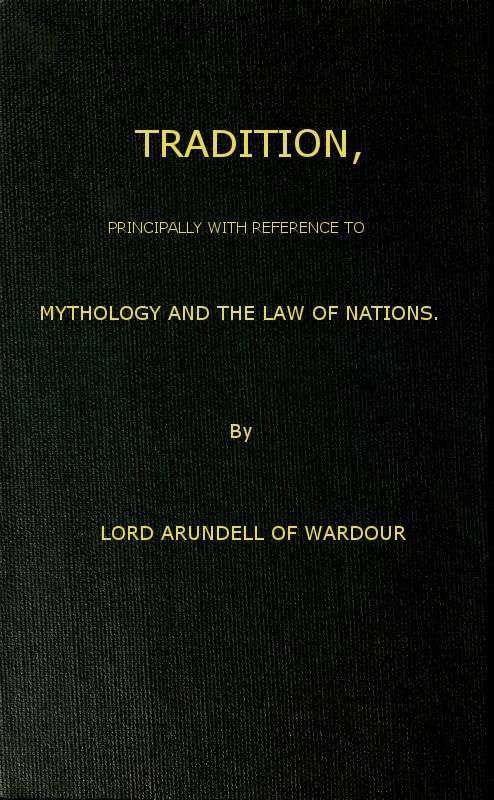 TRADITION,
PRINCIPALLY WITH REFERENCE TO
MYTHOLOGY AND THE LAW OF NATIONS.
By
LORD ARUNDELL OF WARDOUR